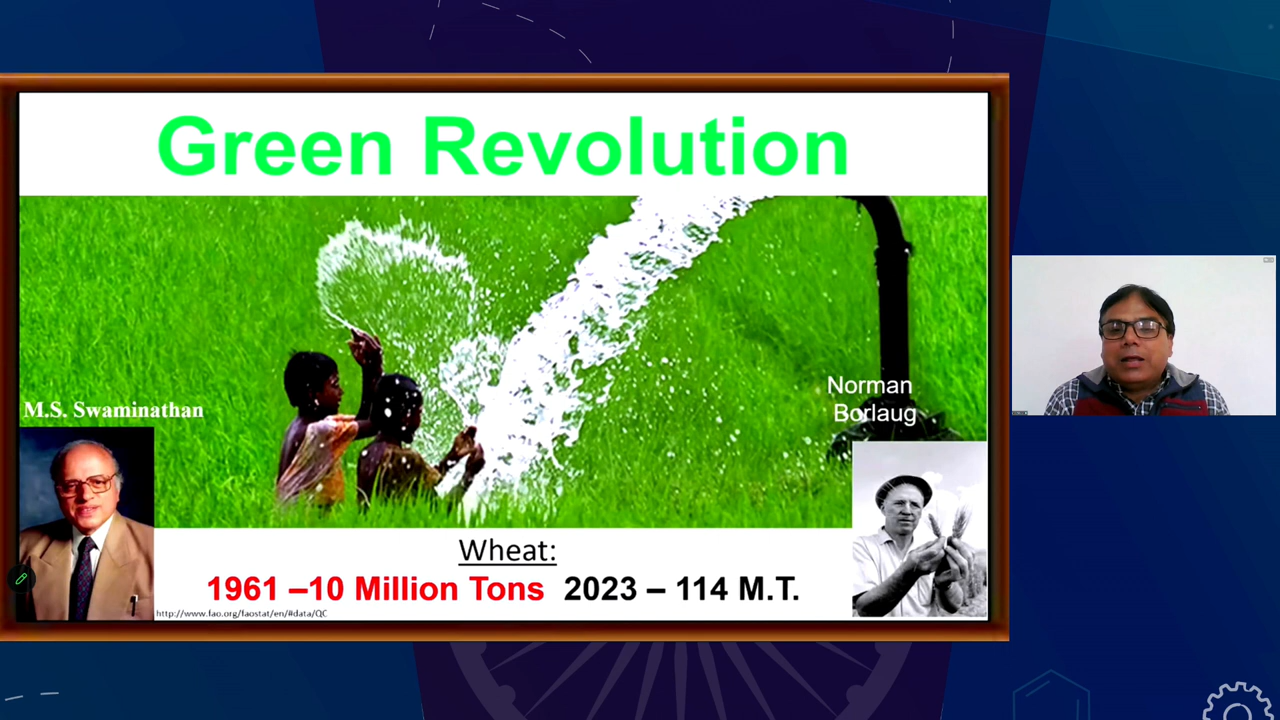 Green Revolution
M.S. Swaminathan
Norman
Borlaug
Wheat:
1961 –10 Million Tons 2023 – 114 M.T.
http://www.fao.org/faostat/en/#data/QC